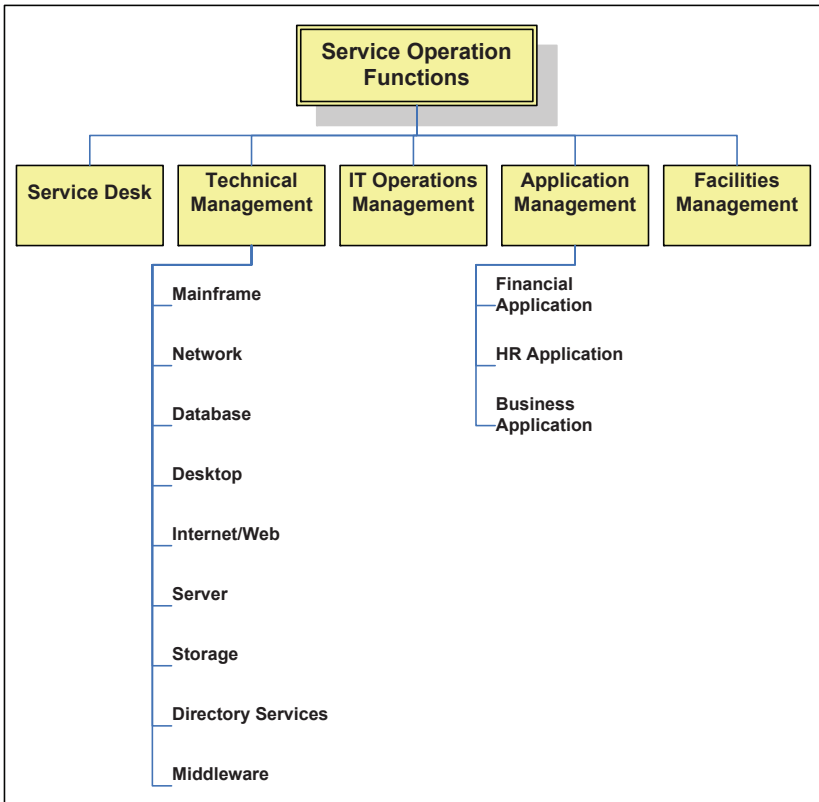 Service Operation
Functions
Service Desk
Technical
Management
IT Operations
Management
Application
Management
Facilities
Management
Mainframe
Network
Database
Desktop
Internet/Web
Server
Storage
Directory Services
Middleware
Financial
Application
HR Application
Business
Application